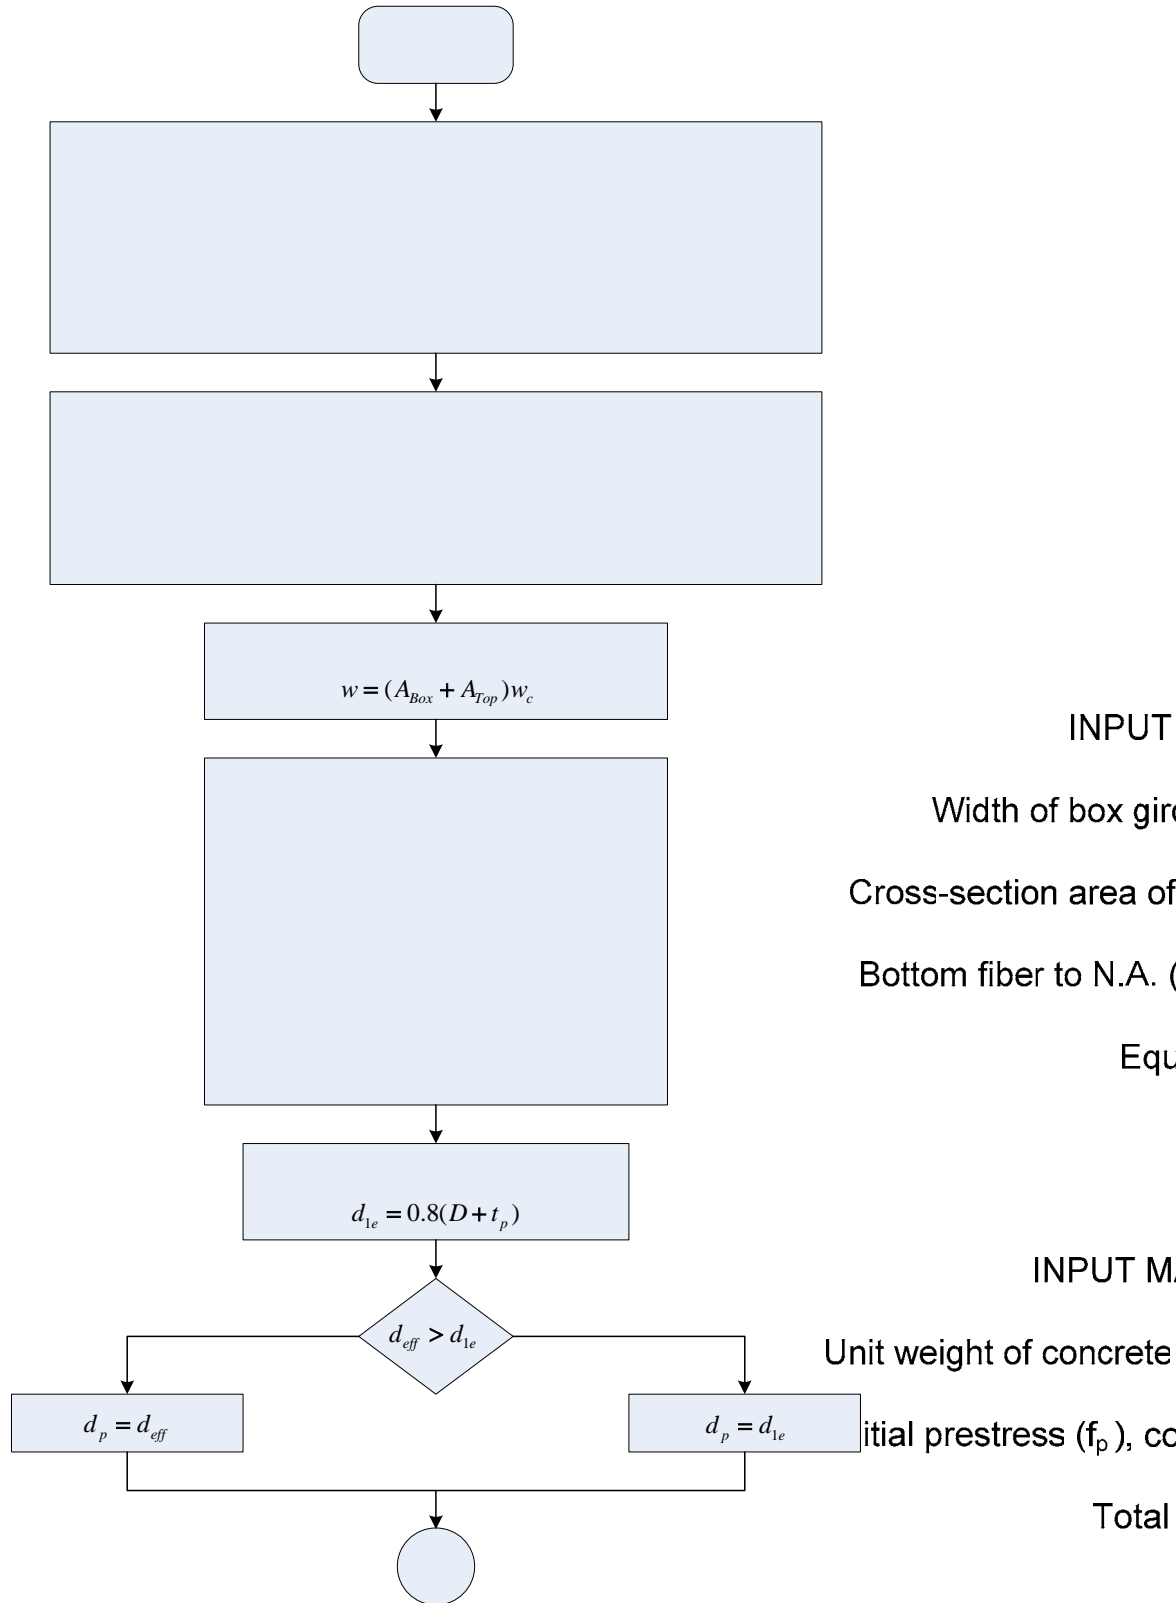 w = (A_Box + A_Top)w_c
INPUT
Width of box gird
Cross-section area of
Bottom fiber to N.A. (
Equ
d_1e = 0.8(D + t_p)
INPUT MA
d_eff > d_1e
Unit weight of concrete
d_p = d_eff
d_p = d_1e
itial prestress (f_p), co
Total